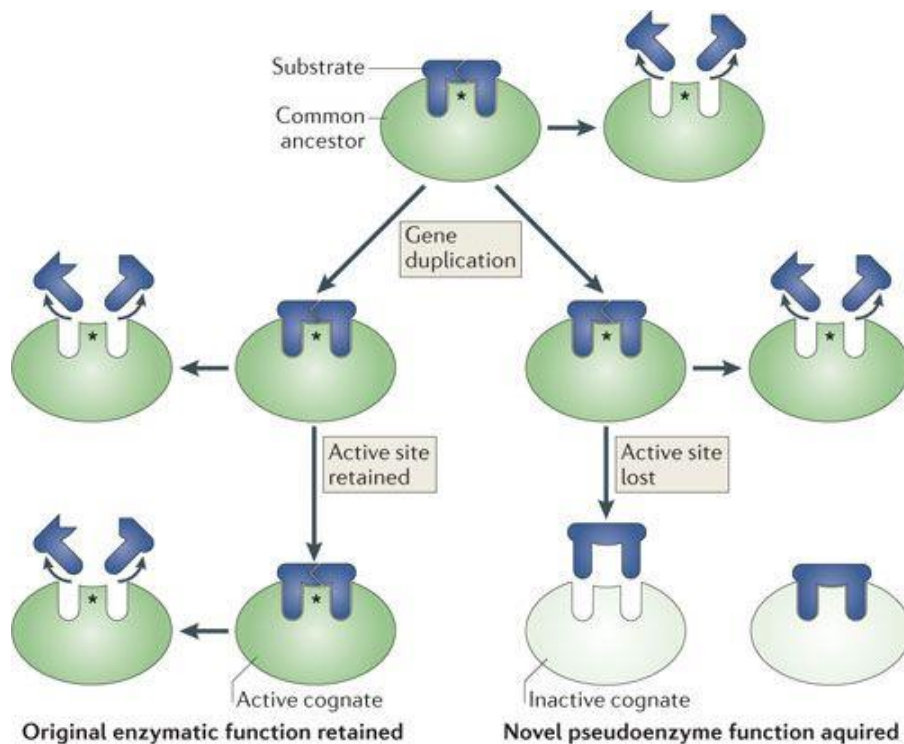 Substrate
Common
ancestor
Gene
duplication
Active site
retained
Active site
lost
Active cognate
Inactive cognate
Original enzymatic function retained
Novel pseudoenzyme function aquired